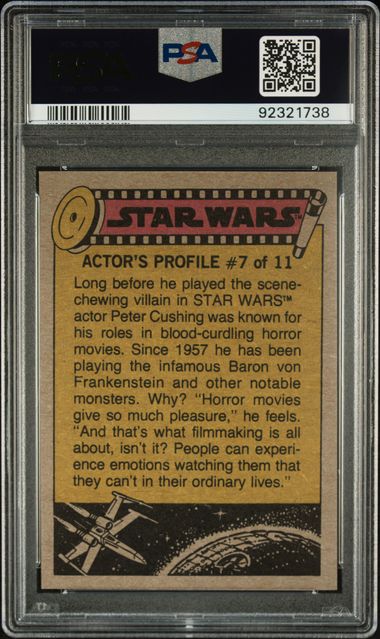 PSA
PSA
92321738
STAR WARS™
ACTOR'S PROFILE #7 of 11
Long before he played the scene-
chewing villain in STAR WARS™
actor Peter Cushing was known for
his roles in blood-curdling horror
movies. Since 1957 he has been
playing the infamous Baron von
Frankenstein and other notable
monsters. Why? "Horror movies
give so much pleasure," he feels.
"And that's what filmmaking is all
about, isn't it? People can experi-
ence emotions watching them that
they can't in their ordinary lives."
PSA